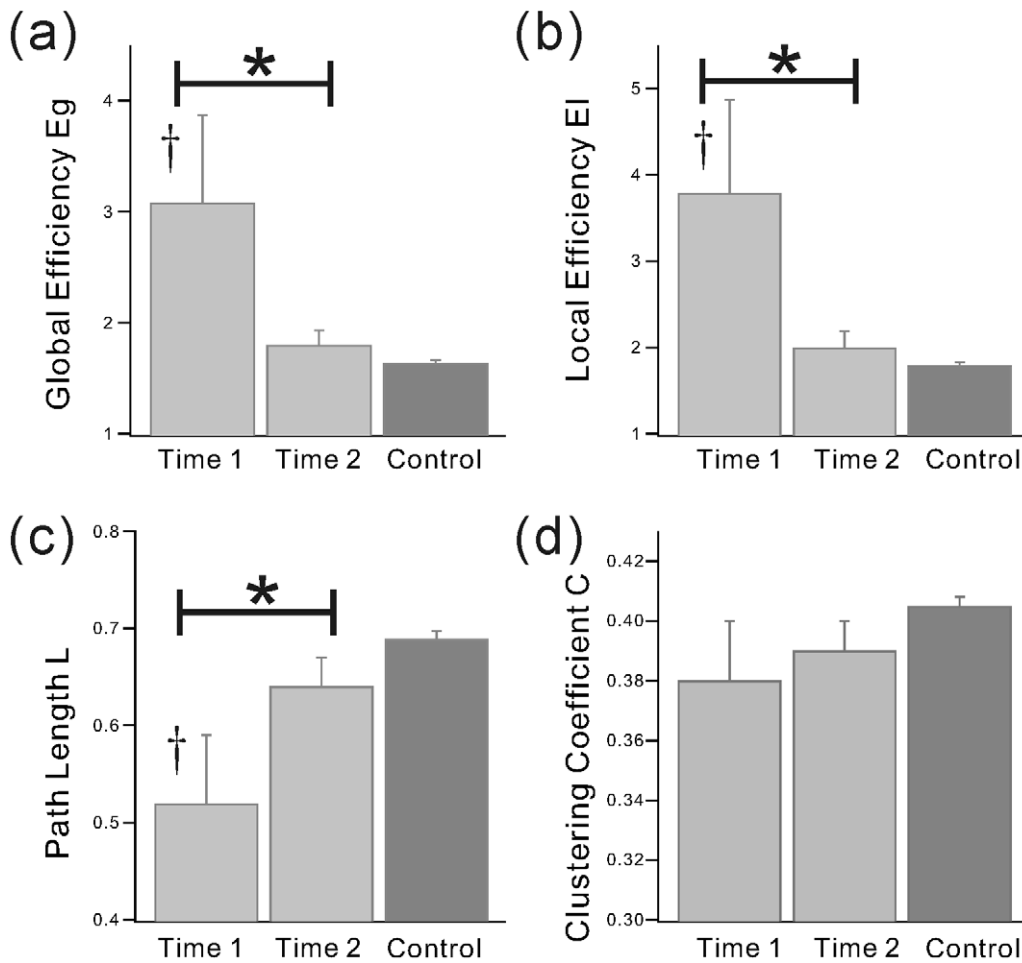 (a)
*
†
Global Efficiency Eg
4
3
2
1
Time 1 Time 2 Control
(b)
*
†
Local Efficiency El
5
4
3
2
1
Time 1 Time 2 Control
(c)
*
†
Path Length L
0.8
0.7
0.6
0.5
0.4
Time 1 Time 2 Control
(d)
Clustering Coefficient C
0.42
0.40
0.38
0.36
0.34
0.32
0.30
Time 1 Time 2 Control